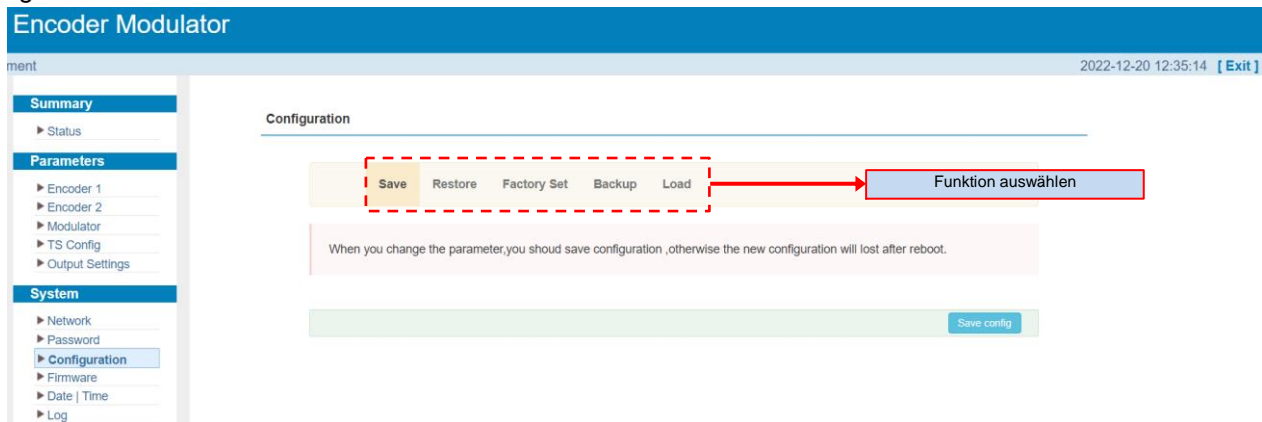 Encoder Modulator
ment
2022-12-20 12:35:14 [ Exit ]
Summary
Status
Parameters
Encoder 1
Encoder 2
Modulator
TS Config
Output Settings
System
Network
Password
Configuration
Firmware
Date | Time
Log
Configuration
Save Restore Factory Set Backup Load
Funktion auswählen
When you change the parameter,you shoud save configuration ,otherwise the new configuration will lost after reboot.
Save config